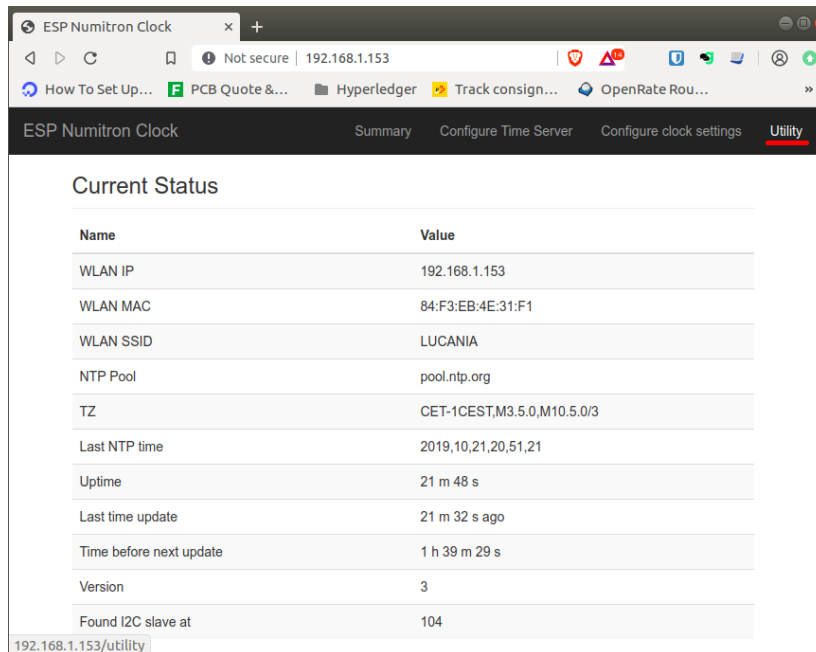 ESP Numitron Clock
Not secure 192.168.1.153 14
How To Set Up... PCB Quote &... Hyperledger Track consign... OpenRate Rou... »
ESP Numitron Clock Summary Configure Time Server Configure clock settings Utility
Current Status
Name Value
WLAN IP 192.168.1.153
WLAN MAC 84:F3:EB:4E:31:F1
WLAN SSID LUCANIA
NTP Pool pool.ntp.org
TZ CET-1CEST,M3.5.0,M10.5.0/3
Last NTP time 2019,10,21,20,51,21
Uptime 21 m 48 s
Last time update 21 m 32 s ago
Time before next update 1 h 39 m 29 s
Version 3
Found I2C slave at 104
192.168.1.153/utility